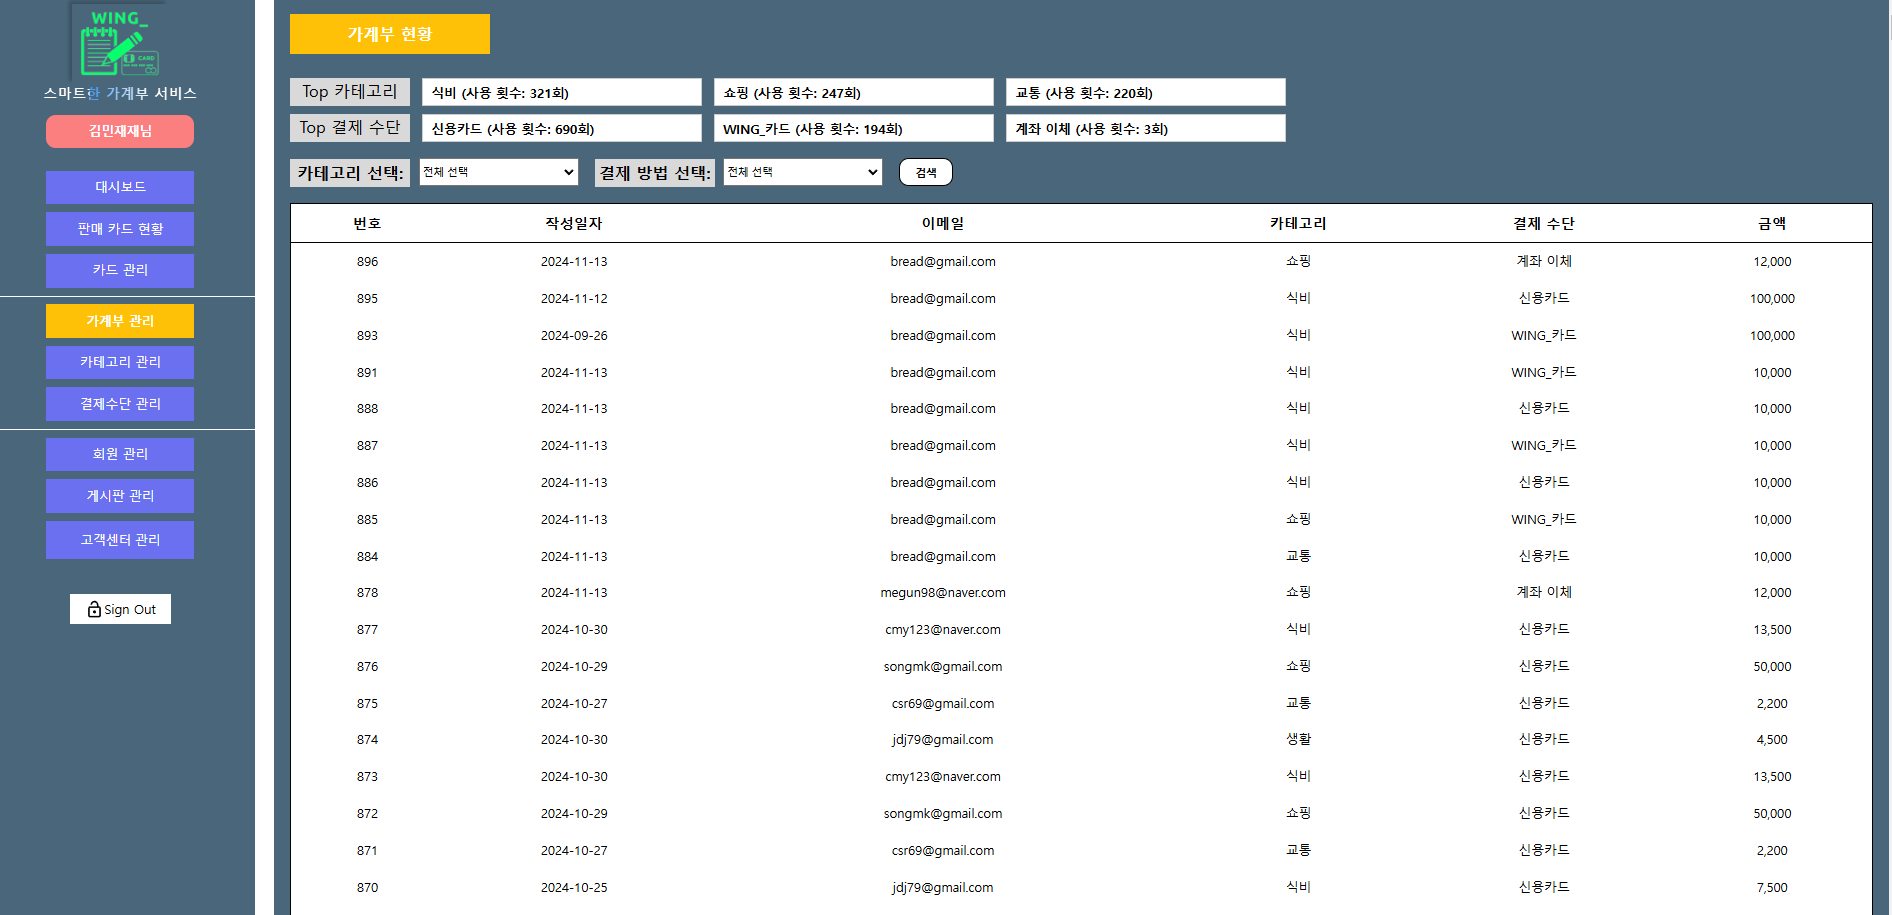 WING_
CARD
스마트한 가계부 서비스
김민재재님
대시보드
판매 카드 현황
카드 관리
가계부 관리
카테고리 관리
결제수단 관리
회원 관리
게시판 관리
고객센터 관리
Sign Out
가계부 현황
Top 카테고리 식비 (사용 횟수: 321회) 쇼핑 (사용 횟수: 247회) 교통 (사용 횟수: 220회)
Top 결제 수단 신용카드 (사용 횟수: 690회) WING_카드 (사용 횟수: 194회) 계좌 이체 (사용 횟수: 3회)
카테고리 선택: 전체 선택 결제 방법 선택: 전체 선택 검색
번호 작성일자 이메일 카테고리 결제 수단 금액
896 2024-11-13 bread@gmail.com 쇼핑 계좌 이체 12,000
895 2024-11-12 bread@gmail.com 식비 신용카드 100,000
893 2024-09-26 bread@gmail.com 식비 WING_카드 100,000
891 2024-11-13 bread@gmail.com 식비 WING_카드 10,000
888 2024-11-13 bread@gmail.com 식비 신용카드 10,000
887 2024-11-13 bread@gmail.com 식비 WING_카드 10,000
886 2024-11-13 bread@gmail.com 식비 신용카드 10,000
885 2024-11-13 bread@gmail.com 쇼핑 WING_카드 10,000
884 2024-11-13 bread@gmail.com 교통 신용카드 10,000
878 2024-11-13 megun98@naver.com 쇼핑 계좌 이체 12,000
877 2024-10-30 cmy123@naver.com 식비 신용카드 13,500
876 2024-10-29 songmk@gmail.com 쇼핑 신용카드 50,000
875 2024-10-27 csr69@gmail.com 교통 신용카드 2,200
874 2024-10-30 jdj79@gmail.com 생활 신용카드 4,500
873 2024-10-30 cmy123@naver.com 식비 신용카드 13,500
872 2024-10-29 songmk@gmail.com 쇼핑 신용카드 50,000
871 2024-10-27 csr69@gmail.com 교통 신용카드 2,200
870 2024-10-25 jdj79@gmail.com 식비 신용카드 7,500